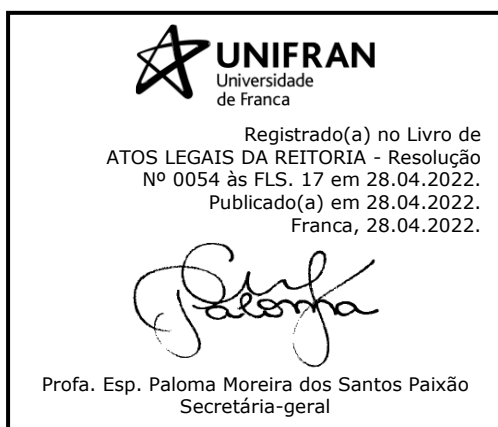 UNIFRAN
Universidade
de Franca
Registrado(a) no Livro de
ATOS LEGAIS DA REITORIA - Resolução
Nº 0054 às FLS. 17 em 28.04.2022.
Publicado(a) em 28.04.2022.
Franca, 28.04.2022.
Paloma
Profa. Esp. Paloma Moreira dos Santos Paixão
Secretária-geral